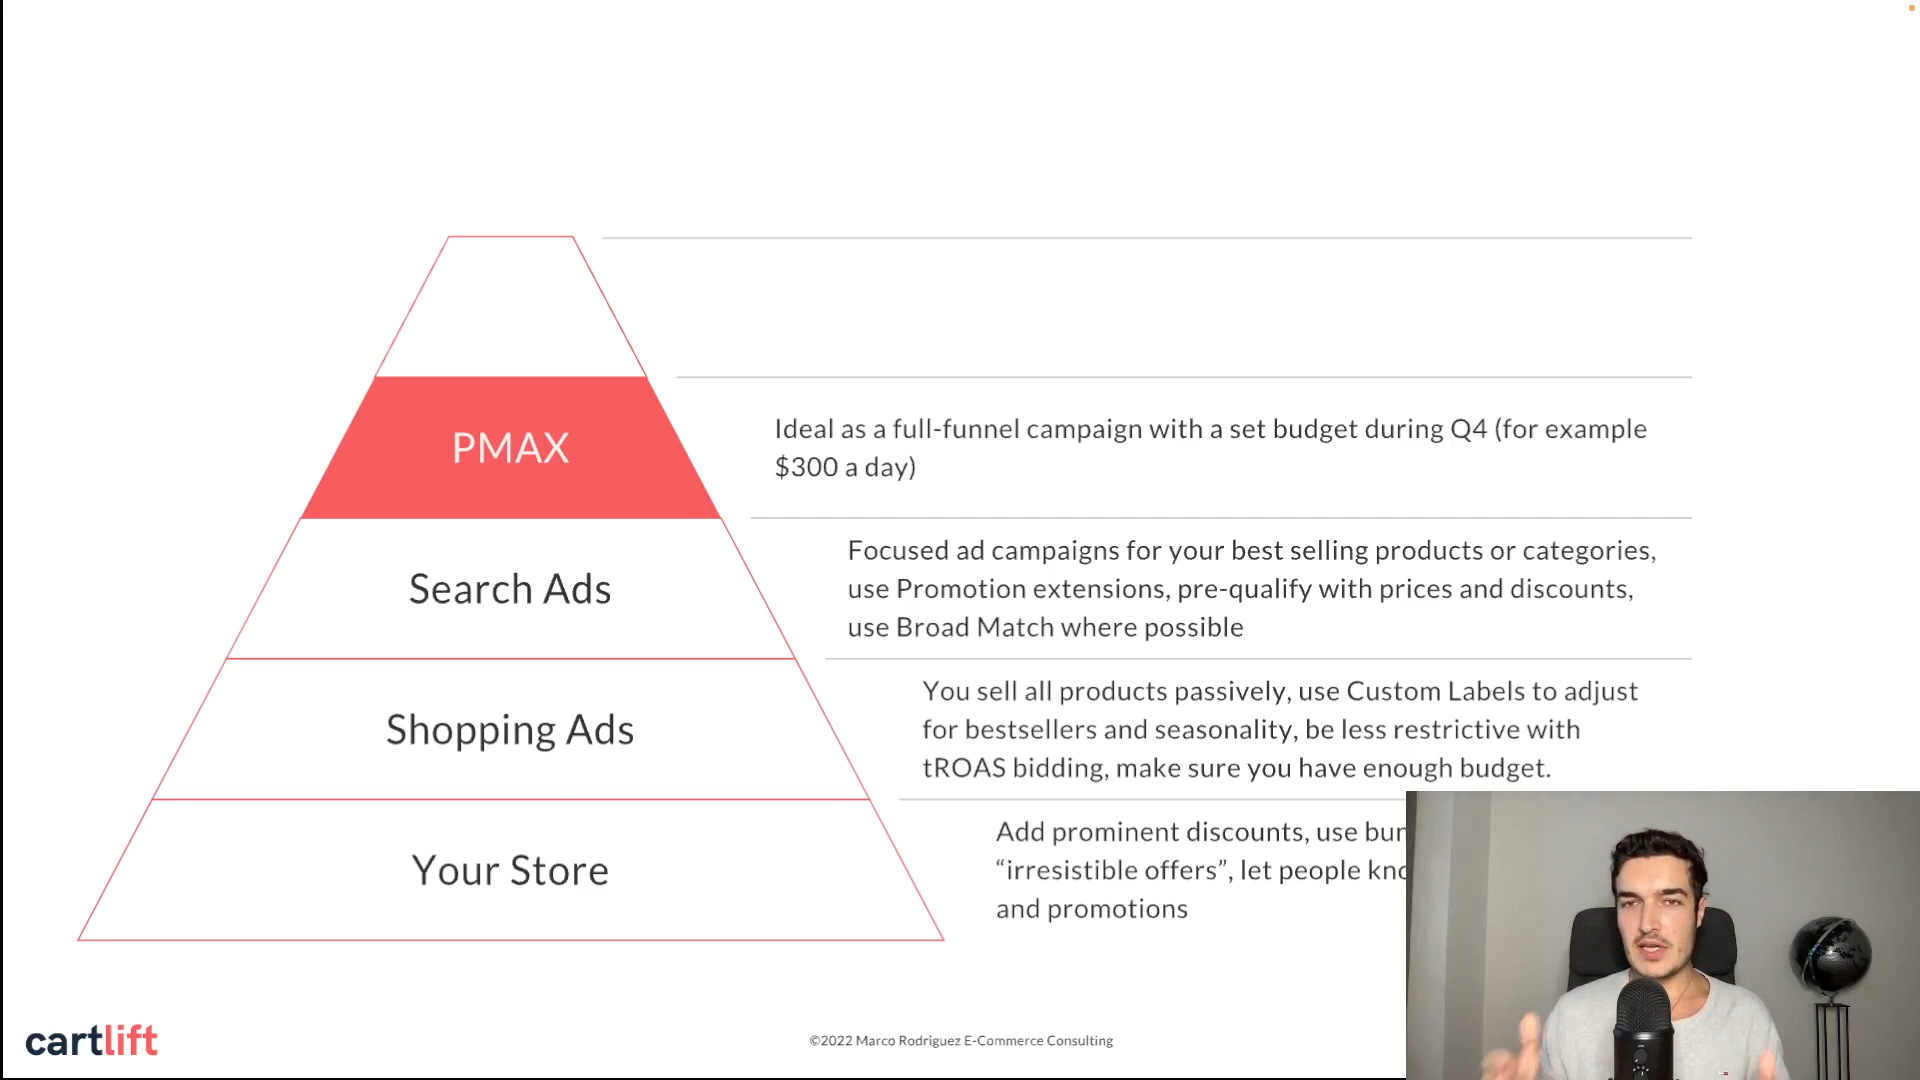 PMAX
Ideal as a full-funnel campaign with a set budget during Q4 (for example
$300 a day)
Search Ads
Focused ad campaigns for your best selling products or categories,
use Promotion extensions, pre-qualify with prices and discounts,
use Broad Match where possible
Shopping Ads
You sell all products passively, use Custom Labels to adjust
for bestsellers and seasonality, be less restrictive with
tROAS bidding, make sure you have enough budget.
Your Store
Add prominent discounts, use
“irresistible offers”, let people
and promotions
cartlift
©2022 Marco Rodriguez E-Commerce Consulting